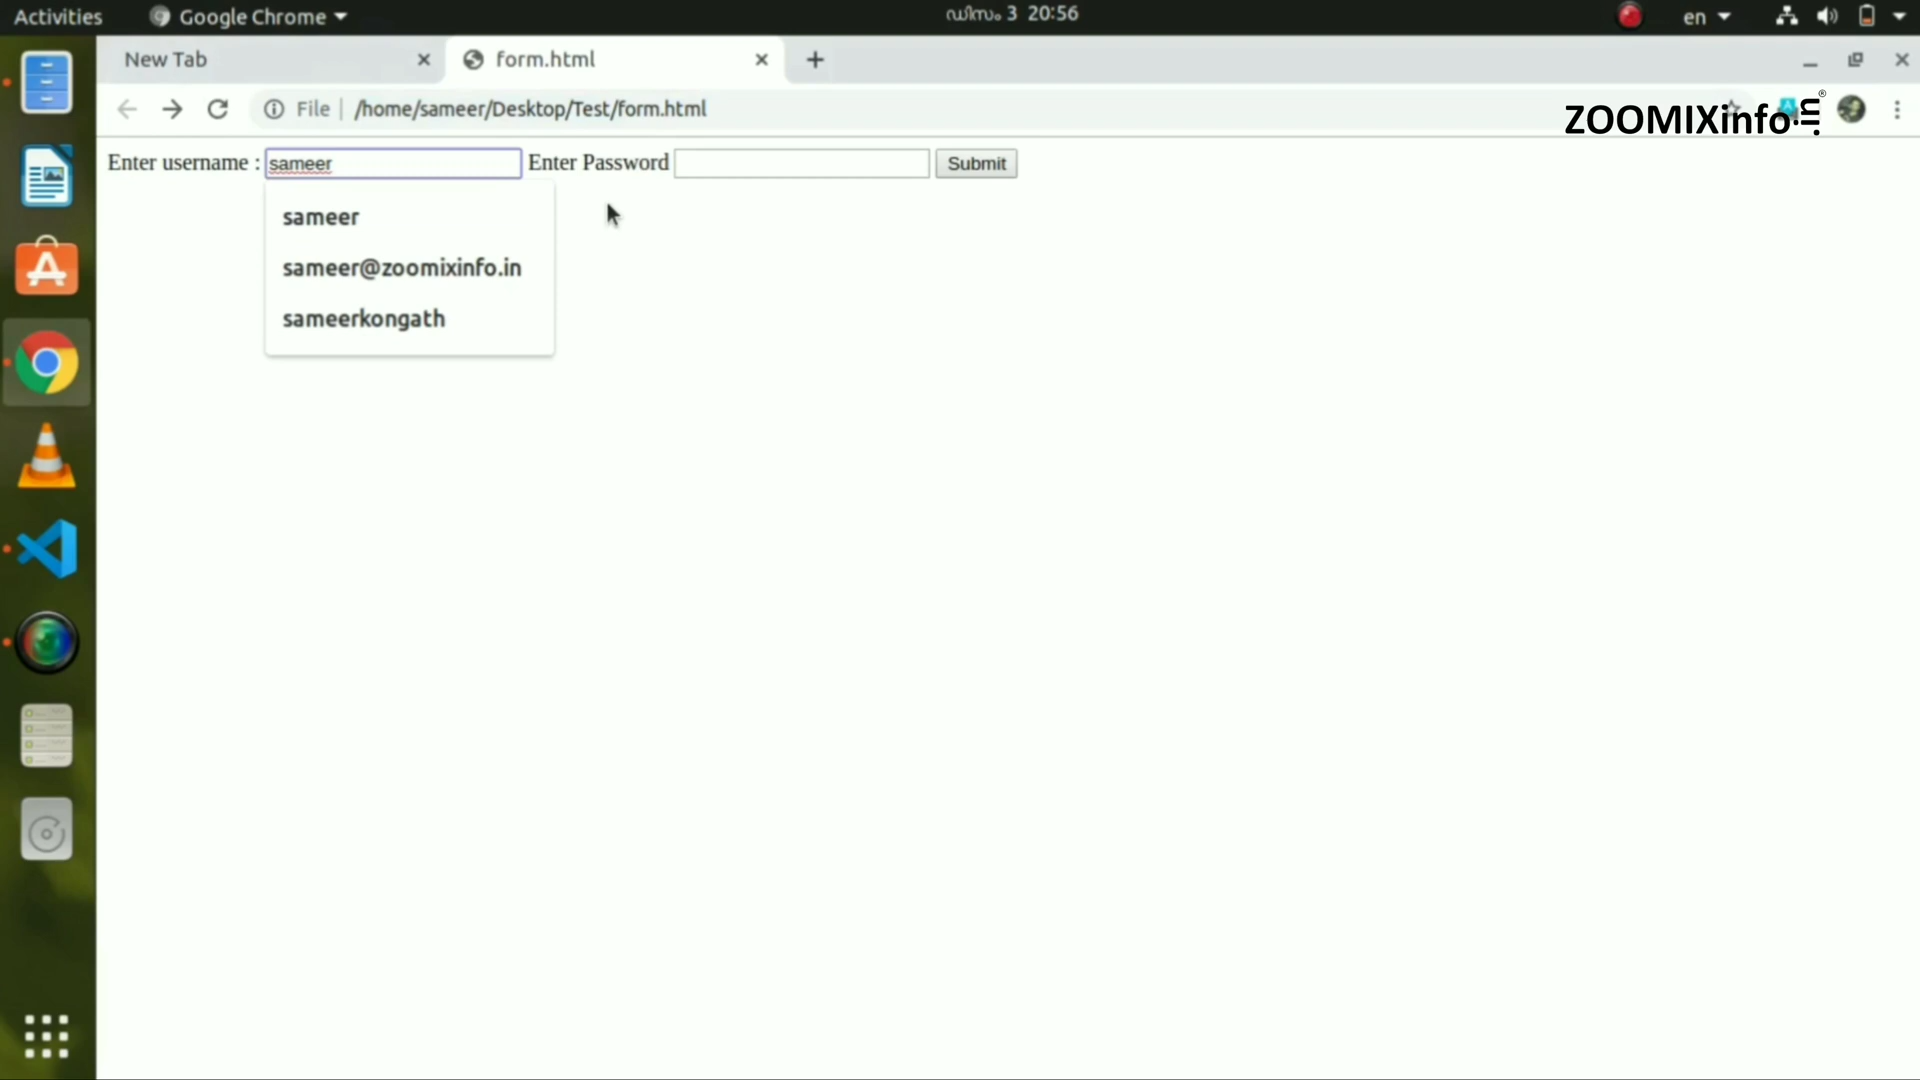 Activities Google Chrome ഡിസം 3 20:56 en
New Tab form.html
File /home/sameer/Desktop/Test/form.html
ZOOMIXinfo.in®
Enter username : sameer Enter Password Submit
sameer
sameer@zoomixinfo.in
sameerkongath